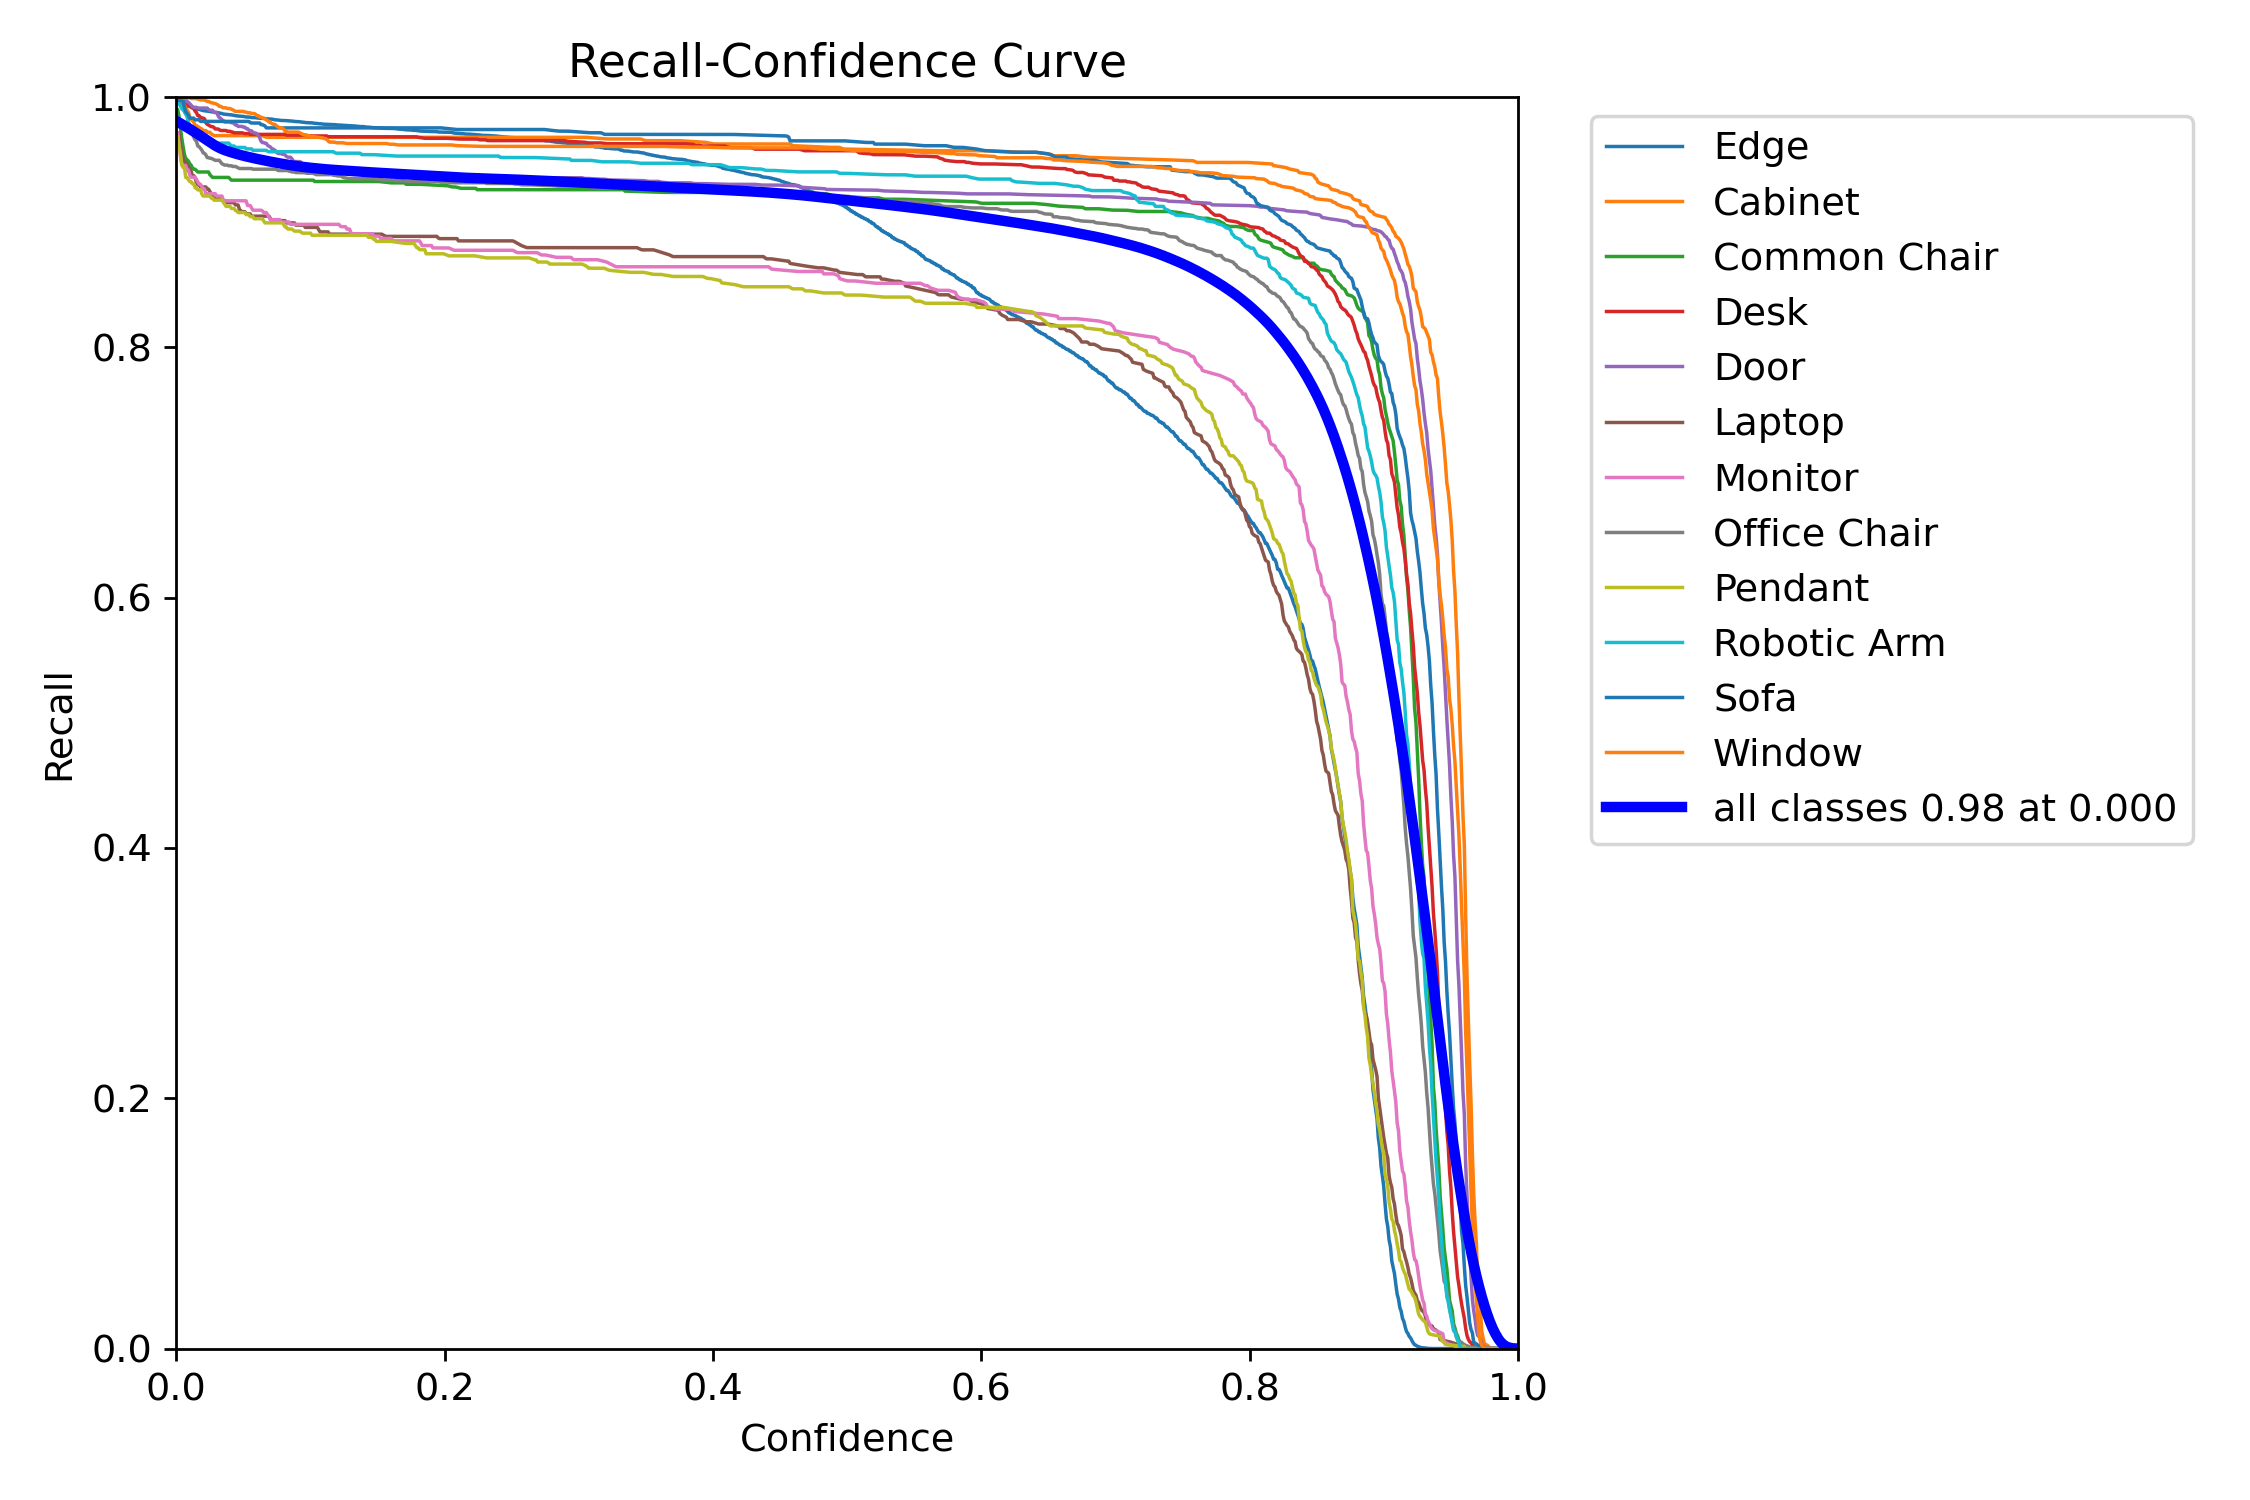 Recall-Confidence Curve
1.0
0.8
0.6
0.4
0.2
0.0
Recall
0.0 0.2 0.4 0.6 0.8 1.0
Confidence
Edge
Cabinet
Common Chair
Desk
Door
Laptop
Monitor
Office Chair
Pendant
Robotic Arm
Sofa
Window
all classes 0.98 at 0.000